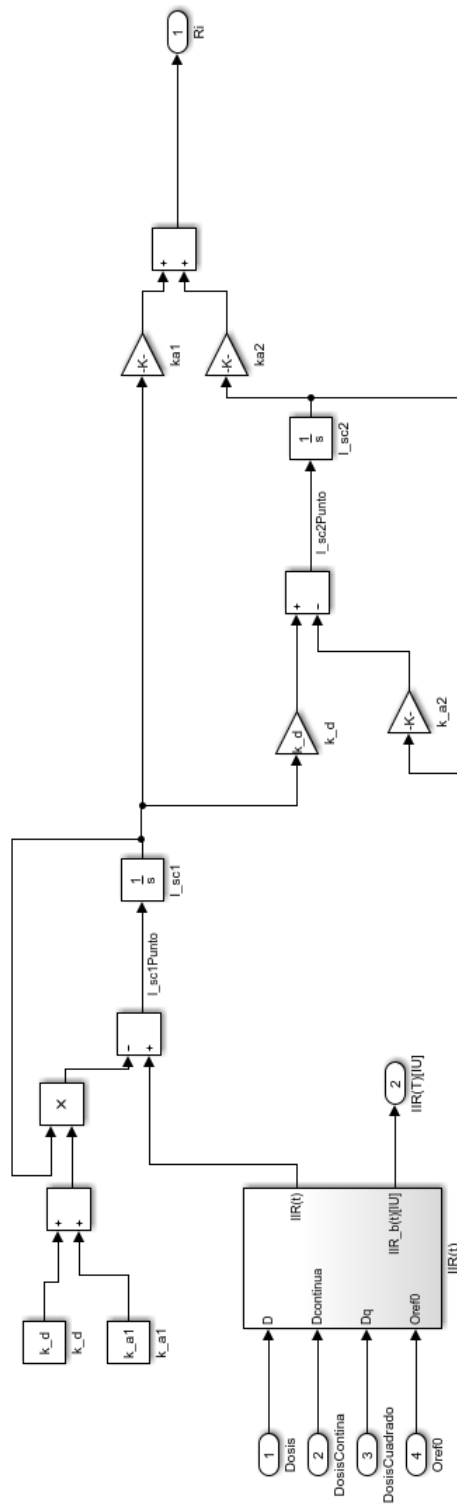 k_d
k_d
k_a1
k_a1
+
+
×
−
+
I_sc1Punto
1
s
I_sc1
k_d
k_d
-K-
k_a2
+
−
I_sc2Punto
1
s
I_sc2
-K-
ka1
-K-
ka2
+
+
1
Ri
1
Dosis
2
DosisContina
3
DosisCuadrado
4
Oref0
D
Dcontinua
Dq
Oref0
IIR(t)
IIR_b(t)[IU]
IIR(t)
2
IIR(T)[IU]